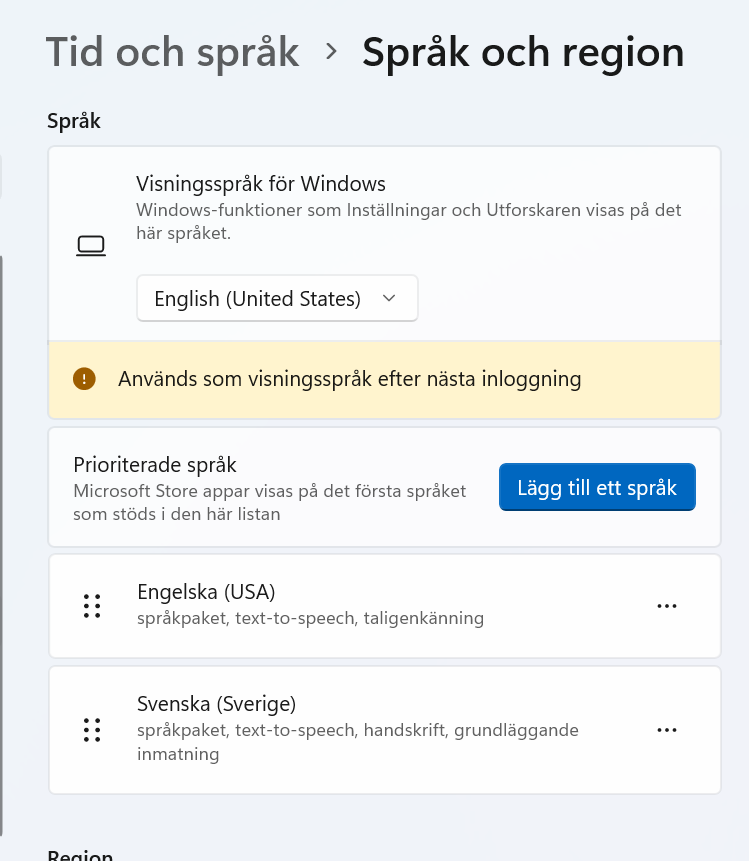 Tid och språk > Språk och region
Språk
Visningsspråk för Windows
Windows-funktioner som Inställningar och Utforskaren visas på det
här språket.
English (United States)
Används som visningsspråk efter nästa inloggning
Prioriterade språk
Microsoft Store appar visas på det första språket
som stöds i den här listan
Lägg till ett språk
Engelska (USA)
språkpaket, text-to-speech, taligenkänning
Svenska (Sverige)
språkpaket, text-to-speech, handskrift, grundläggande
inmatning
Region